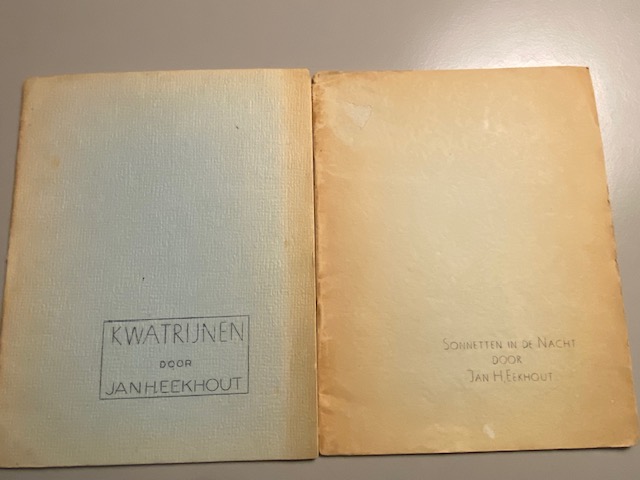 KWATRIJNEN
DOOR
JAN H. EEKHOUT
SONNETTEN IN DE NACHT
DOOR
JAN H. EEKHOUT